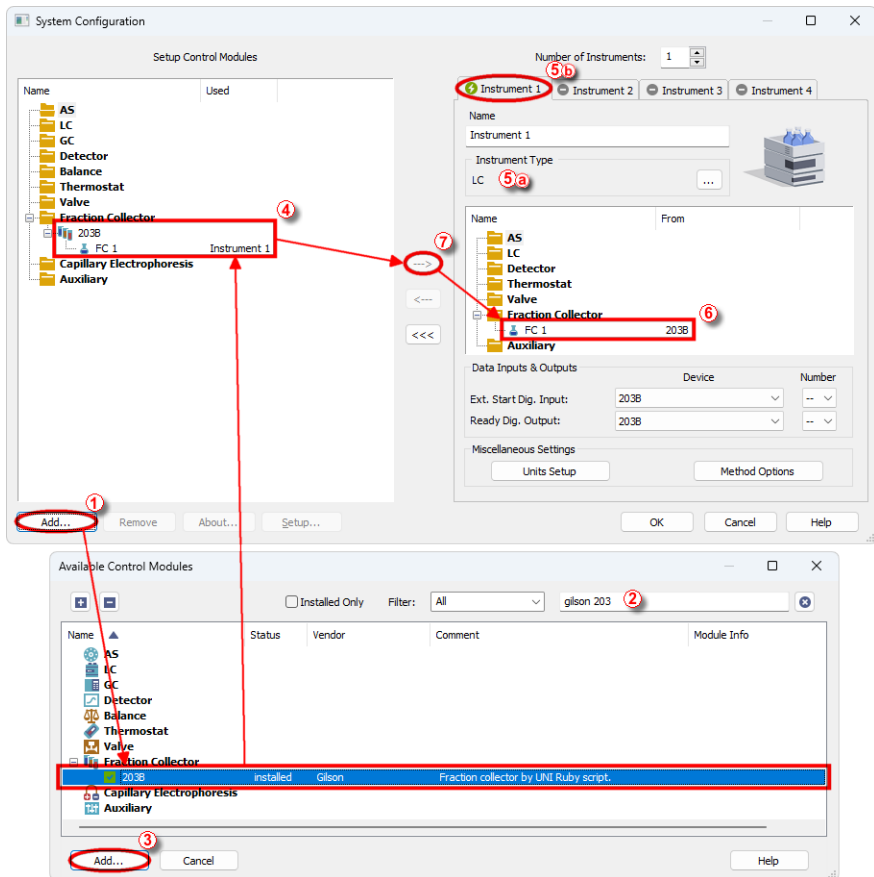 System Configuration
Setup Control Modules
Number of Instruments: 1
5 b
Name Used
Instrument 1 Instrument 2 Instrument 3 Instrument 4
AS
LC
GC
Detector
Balance
Thermostat
Valve
Fraction Collector
4
203B
FC 1 Instrument 1
Capillary Electrophoresis
Auxiliary
Name
Instrument 1
Instrument Type
LC 5 a ...
7
--->
<---
<<<
Name From
AS
LC
Detector
Thermostat
Valve
Fraction Collector
6
FC 1 203B
Auxiliary
Data Inputs & Outputs
Device Number
Ext. Start Dig. Input: 203B --
Ready Dig. Output: 203B --
Miscellaneous Settings
Units Setup Method Options
1
Add... Remove About... Setup... OK Cancel Help
Available Control Modules
Installed Only Filter: All gilson 203 2
Name Status Vendor Comment Module Info
AS
LC
GC
Detector
Balance
Thermostat
Valve
Fraction Collector
203B installed Gilson Fraction collector by UNI Ruby script.
Capillary Electrophoresis
Auxiliary
3
Add... Cancel Help